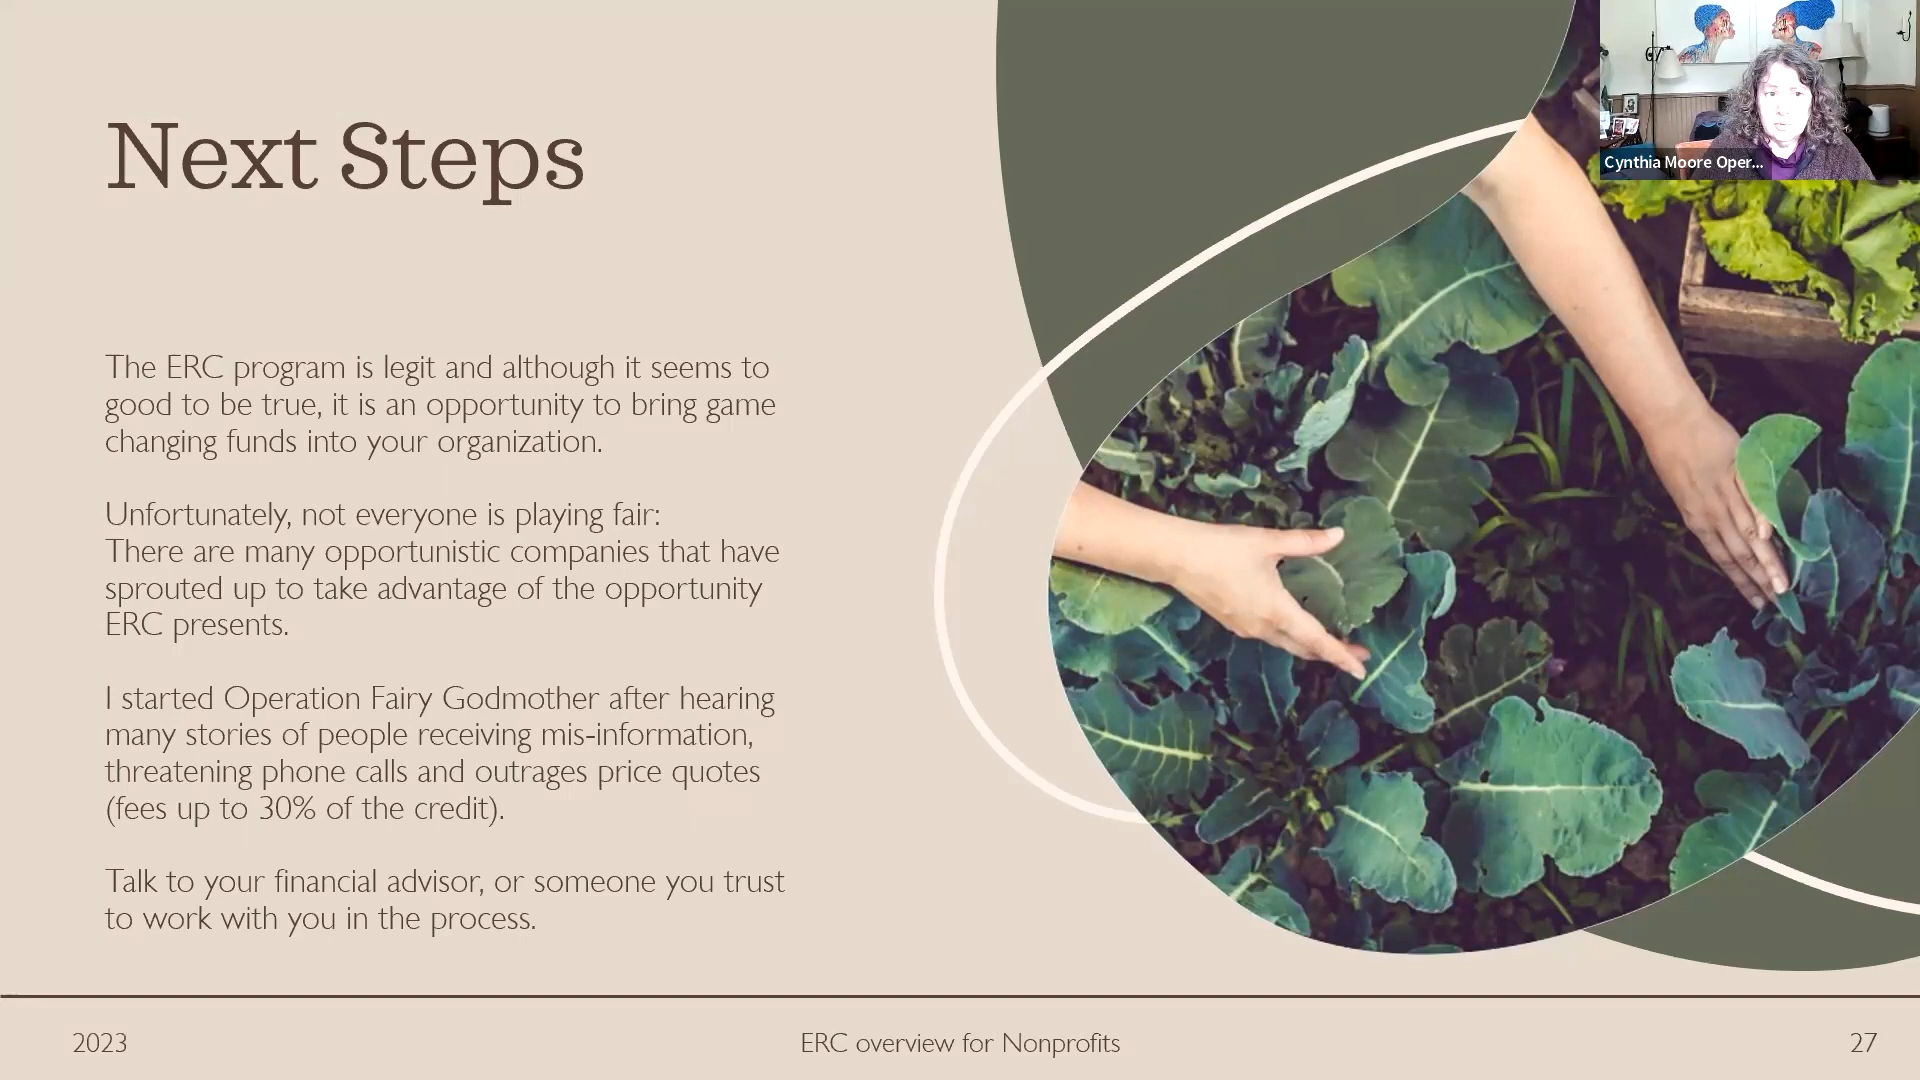 Next Steps
The ERC program is legit and although it seems to
good to be true, it is an opportunity to bring game
changing funds into your organization.
Unfortunately, not everyone is playing fair:
There are many opportunistic companies that have
sprouted up to take advantage of the opportunity
ERC presents.
I started Operation Fairy Godmother after hearing
many stories of people receiving mis-information,
threatening phone calls and outrages price quotes
(fees up to 30% of the credit).
Talk to your financial advisor, or someone you trust
to work with you in the process.
2023
ERC overview for Nonprofits
27
Cynthia Moore Oper...